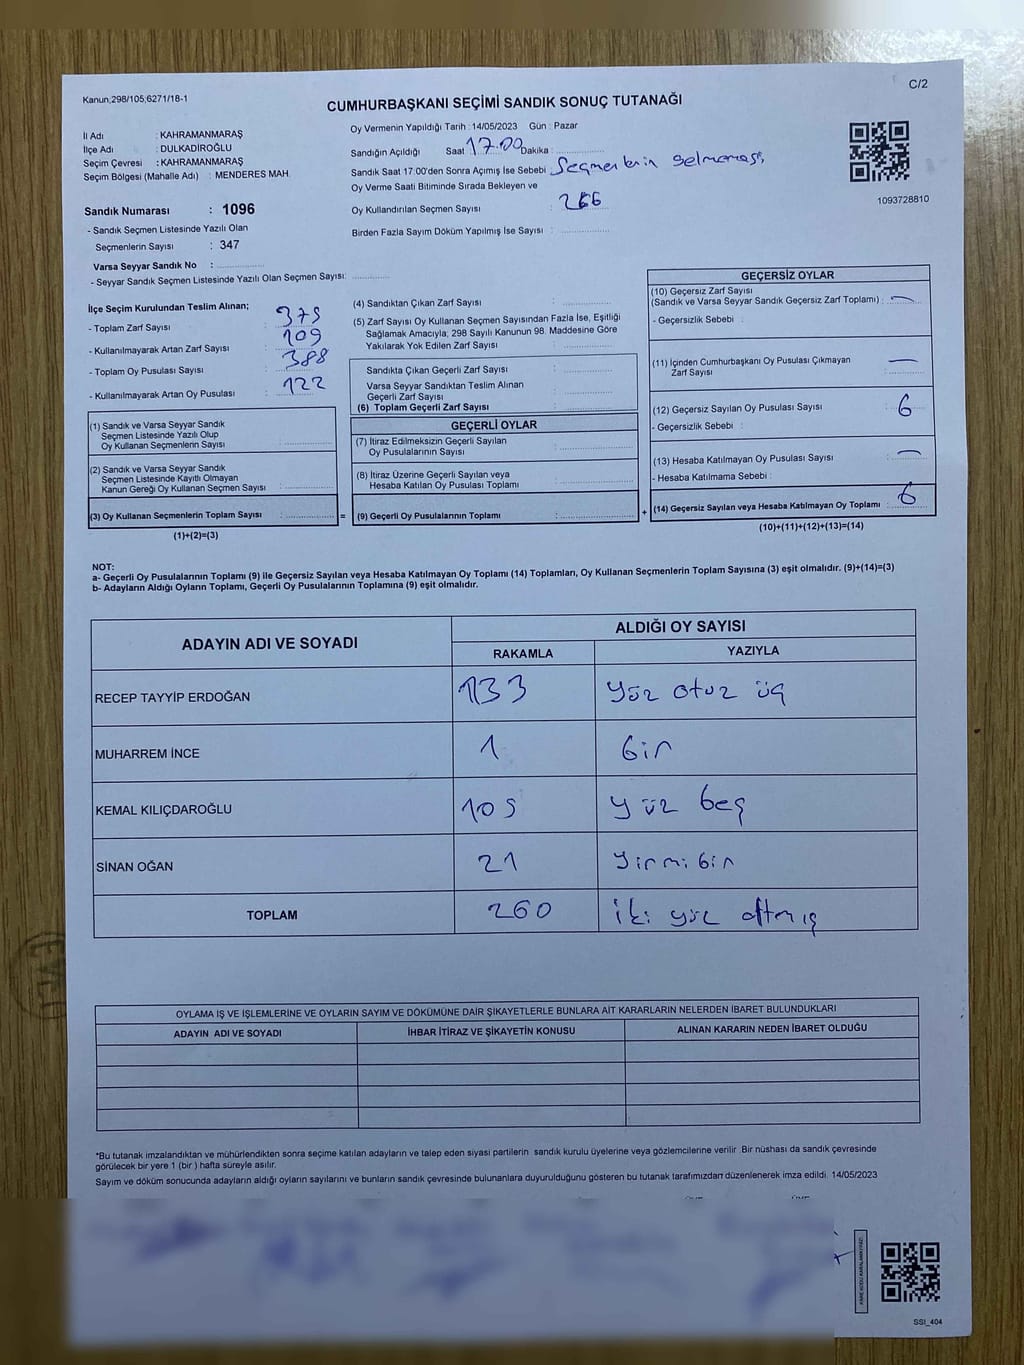 Kanun;298/105;6271/18-1
C/2
CUMHURBAŞKANI SEÇİMİ SANDIK SONUÇ TUTANAĞI
İl Adı : KAHRAMANMARAŞ
İlçe Adı : DULKADİROĞLU
Seçim Çevresi : KAHRAMANMARAŞ
Seçim Bölgesi (Mahalle Adı) : MENDERES MAH.
Sandık Numarası : 1096
- Sandık Seçmen Listesinde Yazılı Olan
Seçmenlerin Sayısı : 347
Varsa Seyyar Sandık No : ..................
- Seyyar Sandık Seçmen Listesinde Yazılı Olan Seçmen Sayısı: .............
Oy Vermenin Yapıldığı Tarih : 14/05/2023 Gün : Pazar
Sandığın Açıldığı Saat 17.00 Dakika : ..................
Sandık Saat 17:00'den Sonra Açımış İse Sebebi : Seçmenlerin gelmemesi
Oy Verme Saati Bitiminde Sırada Bekleyen ve
Oy Kullandırılan Seçmen Sayısı : 266
Birden Fazla Sayım Döküm Yapılmış İse Sayısı : ..................
1093728810
İlçe Seçim Kurulundan Teslim Alınan;
- Toplam Zarf Sayısı : 375
- Kullanılmayarak Artan Zarf Sayısı : 109
- Toplam Oy Pusulası Sayısı : 388
- Kullanılmayarak Artan Oy Pusulası : 122
(1) Sandık ve Varsa Seyyar Sandık
Seçmen Listesinde Yazılı Olup
Oy Kullanan Seçmenlerin Sayısı : ..................
(2) Sandık ve Varsa Seyyar Sandık
Seçmen Listesinde Kayıtlı Olmayan
Kanun Gereği Oy Kullanan Seçmen Sayısı : ..................
(3) Oy Kullanan Seçmenlerin Toplam Sayısı : .................. =
(1)+(2)=(3)
(4) Sandıktan Çıkan Zarf Sayısı : ..................
(5) Zarf Sayısı Oy Kullanan Seçmen Sayısından Fazla İse, Eşitliği
Sağlamak Amacıyla; 298 Sayılı Kanunun 98. Maddesine Göre
Yakılarak Yok Edilen Zarf Sayısı : ..................
Sandıkta Çıkan Geçerli Zarf Sayısı : ..................
Varsa Seyyar Sandıktan Teslim Alınan
Geçerli Zarf Sayısı : ..................
(6) Toplam Geçerli Zarf Sayısı : ..................
GEÇERLİ OYLAR
(7) İtiraz Edilmeksizin Geçerli Sayılan
Oy Pusulalarının Sayısı : ..................
(8) İtiraz Üzerine Geçerli Sayılan veya
Hesaba Katılan Oy Pusulası Toplamı : ..................
(9) Geçerli Oy Pusulalarının Toplamı : .................. +
GEÇERSİZ OYLAR
(10) Geçersiz Zarf Sayısı
(Sandık ve Varsa Seyyar Sandık Geçersiz Zarf Toplamı) : —
- Geçersizlik Sebebi :
(11) İçinden Cumhurbaşkanı Oy Pusulası Çıkmayan
Zarf Sayısı : —
(12) Geçersiz Sayılan Oy Pusulası Sayısı : 6
- Geçersizlik Sebebi :
(13) Hesaba Katılmayan Oy Pusulası Sayısı : —
- Hesaba Katılmama Sebebi :
(14) Geçersiz Sayılan veya Hesaba Katılmayan Oy Toplamı : 6
(10)+(11)+(12)+(13)=(14)
NOT:
a- Geçerli Oy Pusulalarının Toplamı (9) ile Geçersiz Sayılan veya Hesaba Katılmayan Oy Toplamı (14) Toplamları, Oy Kullanan Seçmenlerin Toplam Sayısına (3) eşit olmalıdır. (9)+(14)=(3)
b- Adayların Aldığı Oyların Toplamı, Geçerli Oy Pusulalarının Toplamına (9) eşit olmalıdır.
ADAYIN ADI VE SOYADI
ALDIĞI OY SAYISI
RAKAMLA YAZIYLA
RECEP TAYYİP ERDOĞAN 133 yüz otuz üç
MUHARREM İNCE 1 bir
KEMAL KILIÇDAROĞLU 105 yüz beş
SİNAN OĞAN 21 yirmi bir
TOPLAM 260 iki yüz altmış
OYLAMA İŞ VE İŞLEMLERİNE VE OYLARIN SAYIM VE DÖKÜMÜNE DAİR ŞİKAYETLERLE BUNLARA AİT KARARLARIN NELERDEN İBARET BULUNDUKLARI
ADAYIN ADI VE SOYADI İHBAR İTİRAZ VE ŞİKAYETİN KONUSU ALINAN KARARIN NEDEN İBARET OLDUĞU
*Bu tutanak imzalandıktan ve mühürlendikten sonra seçime katılan adayların ve talep eden siyasi partilerin sandık kurulu üyelerine veya gözlemcilerine verilir .Bir nüshası da sandık çevresinde
görülecek bir yere 1 (bir ) hafta süreyle asılır.
Sayım ve döküm sonucunda adayların aldığı oyların sayılarını ve bunların sandık çevresinde bulunanlara duyurulduğunu gösteren bu tutanak tarafımızdan düzenlenerek imza edildi. 14/05/2023
SSI_404